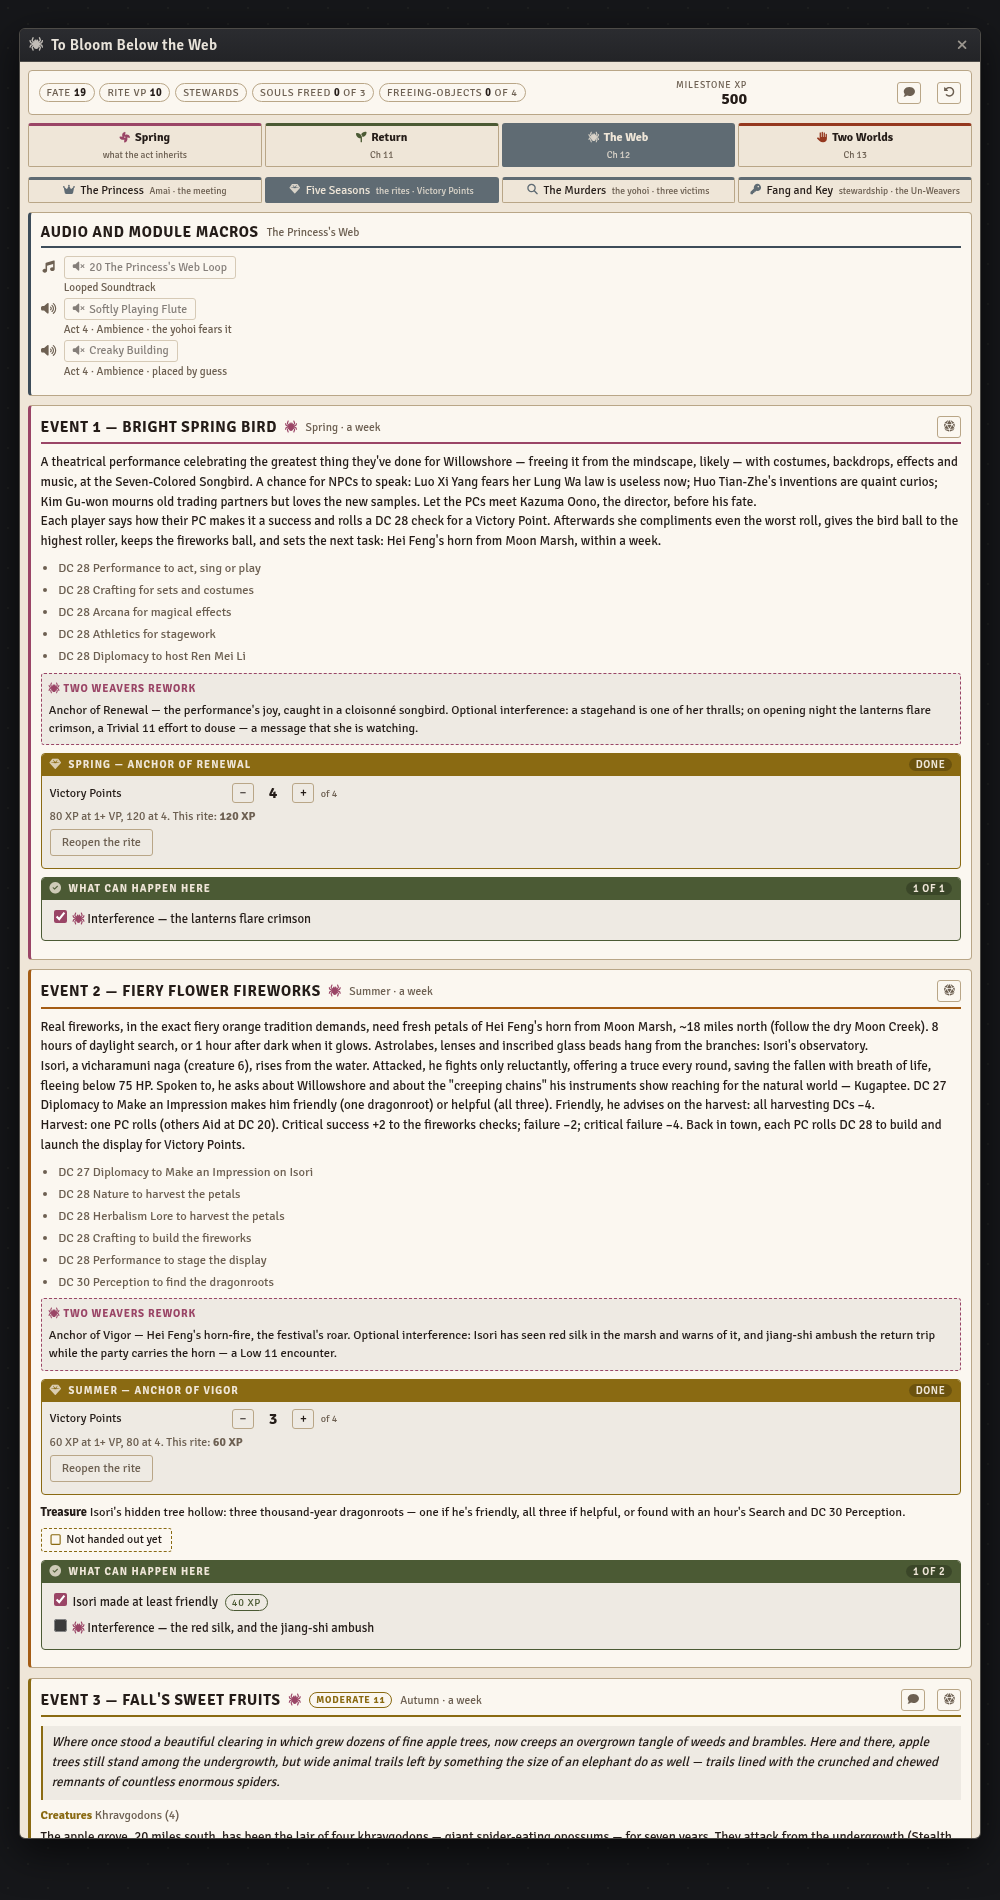 To Bloom Below the Web
FATE 19 RITE VP 10 STEWARDS SOULS FREED 0 OF 3 FREEING-OBJECTS 0 OF 4
MILESTONE XP
500
Spring
what the act inherits
Return
Ch 11
The Web
Ch 12
Two Worlds
Ch 13
The Princess Amai · the meeting
Five Seasons the rites · Victory Points
The Murders the yohoi · three victims
Fang and Key stewardship · the Un-Weavers
AUDIO AND MODULE MACROS The Princess's Web
20 The Princess's Web Loop
Looped Soundtrack
Softly Playing Flute
Act 4 · Ambience · the yohoi fears it
Creaky Building
Act 4 · Ambience · placed by guess
EVENT 1 — BRIGHT SPRING BIRD Spring · a week
A theatrical performance celebrating the greatest thing they've done for Willowshore — freeing it from the mindscape, likely — with costumes, backdrops, effects and
music, at the Seven-Colored Songbird. A chance for NPCs to speak: Luo Xi Yang fears her Lung Wa law is useless now; Huo Tian-Zhe's inventions are quaint curios;
Kim Gu-won mourns old trading partners but loves the new samples. Let the PCs meet Kazuma Oono, the director, before his fate.
Each player says how their PC makes it a success and rolls a DC 28 check for a Victory Point. Afterwards she compliments even the worst roll, gives the bird ball to the
highest roller, keeps the fireworks ball, and sets the next task: Hei Feng's horn from Moon Marsh, within a week.
• DC 28 Performance to act, sing or play
• DC 28 Crafting for sets and costumes
• DC 28 Arcana for magical effects
• DC 28 Athletics for stagework
• DC 28 Diplomacy to host Ren Mei Li
TWO WEAVERS REWORK
Anchor of Renewal — the performance's joy, caught in a cloisonné songbird. Optional interference: a stagehand is one of her thralls; on opening night the lanterns flare
crimson, a Trivial 11 effort to douse — a message that she is watching.
SPRING — ANCHOR OF RENEWAL DONE
Victory Points − 4 + of 4
80 XP at 1+ VP, 120 at 4. This rite: 120 XP
Reopen the rite
WHAT CAN HAPPEN HERE 1 OF 1
Interference — the lanterns flare crimson
EVENT 2 — FIERY FLOWER FIREWORKS Summer · a week
Real fireworks, in the exact fiery orange tradition demands, need fresh petals of Hei Feng's horn from Moon Marsh, ~18 miles north (follow the dry Moon Creek). 8
hours of daylight search, or 1 hour after dark when it glows. Astrolabes, lenses and inscribed glass beads hang from the branches: Isori's observatory.
Isori, a vicharamuni naga (creature 6), rises from the water. Attacked, he fights only reluctantly, offering a truce every round, saving the fallen with breath of life,
fleeing below 75 HP. Spoken to, he asks about Willowshore and about the "creeping chains" his instruments show reaching for the natural world — Kugaptee. DC 27
Diplomacy to Make an Impression makes him friendly (one dragonroot) or helpful (all three). Friendly, he advises on the harvest: all harvesting DCs −4.
Harvest: one PC rolls (others Aid at DC 20). Critical success +2 to the fireworks checks; failure −2; critical failure −4. Back in town, each PC rolls DC 28 to build and
launch the display for Victory Points.
• DC 27 Diplomacy to Make an Impression on Isori
• DC 28 Nature to harvest the petals
• DC 28 Herbalism Lore to harvest the petals
• DC 28 Crafting to build the fireworks
• DC 28 Performance to stage the display
• DC 30 Perception to find the dragonroots
TWO WEAVERS REWORK
Anchor of Vigor — Hei Feng's horn-fire, the festival's roar. Optional interference: Isori has seen red silk in the marsh and warns of it, and jiang-shi ambush the return trip
while the party carries the horn — a Low 11 encounter.
SUMMER — ANCHOR OF VIGOR DONE
Victory Points − 3 + of 4
60 XP at 1+ VP, 80 at 4. This rite: 60 XP
Reopen the rite
Treasure Isori's hidden tree hollow: three thousand-year dragonroots — one if he's friendly, all three if helpful, or found with an hour's Search and DC 30 Perception.
Not handed out yet
WHAT CAN HAPPEN HERE 1 OF 2
Isori made at least friendly 40 XP
Interference — the red silk, and the jiang-shi ambush
EVENT 3 — FALL'S SWEET FRUITS MODERATE 11 Autumn · a week
Where once stood a beautiful clearing in which grew dozens of fine apple trees, now creeps an overgrown tangle of weeds and brambles. Here and there, apple
trees still stand among the undergrowth, but wide animal trails left by something the size of an elephant do as well — trails lined with the crunched and chewed
remnants of countless enormous spiders.
Creatures Khravgodons (4)
The apple grove, 20 miles south, has been the lair of four khravgodons — giant spider-eating opossums — for seven years. They attack from the undergrowth (Stealth